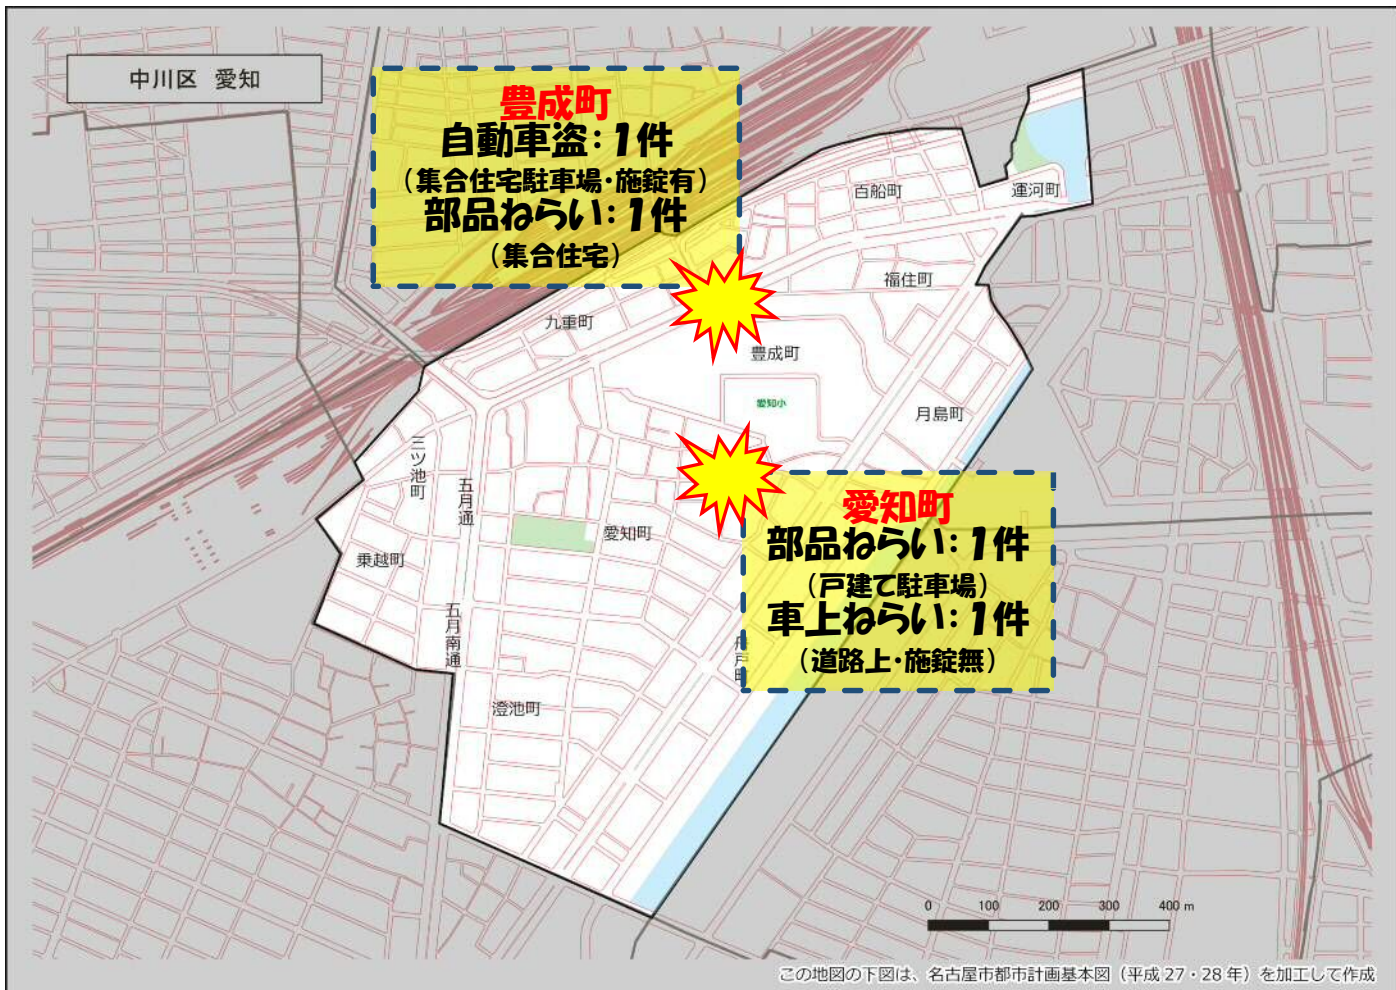 中川区 愛知
豊成町
自動車盗:1件
(集合住宅駐車場・施錠有)
部品ねらい:1件
(集合住宅)
百船町
運河町
福住町
九重町
豊成町
愛知小
月島町
三ツ池町
五月通
愛知町
乗越町
五月南通
澄池町
愛知町
部品ねらい:1件
(戸建て駐車場)
車上ねらい:1件
(道路上・施錠無)
0 100 200 300 400 m
この地図の下図は、名古屋市都市計画基本図(平成 27・28 年)を加工して作成